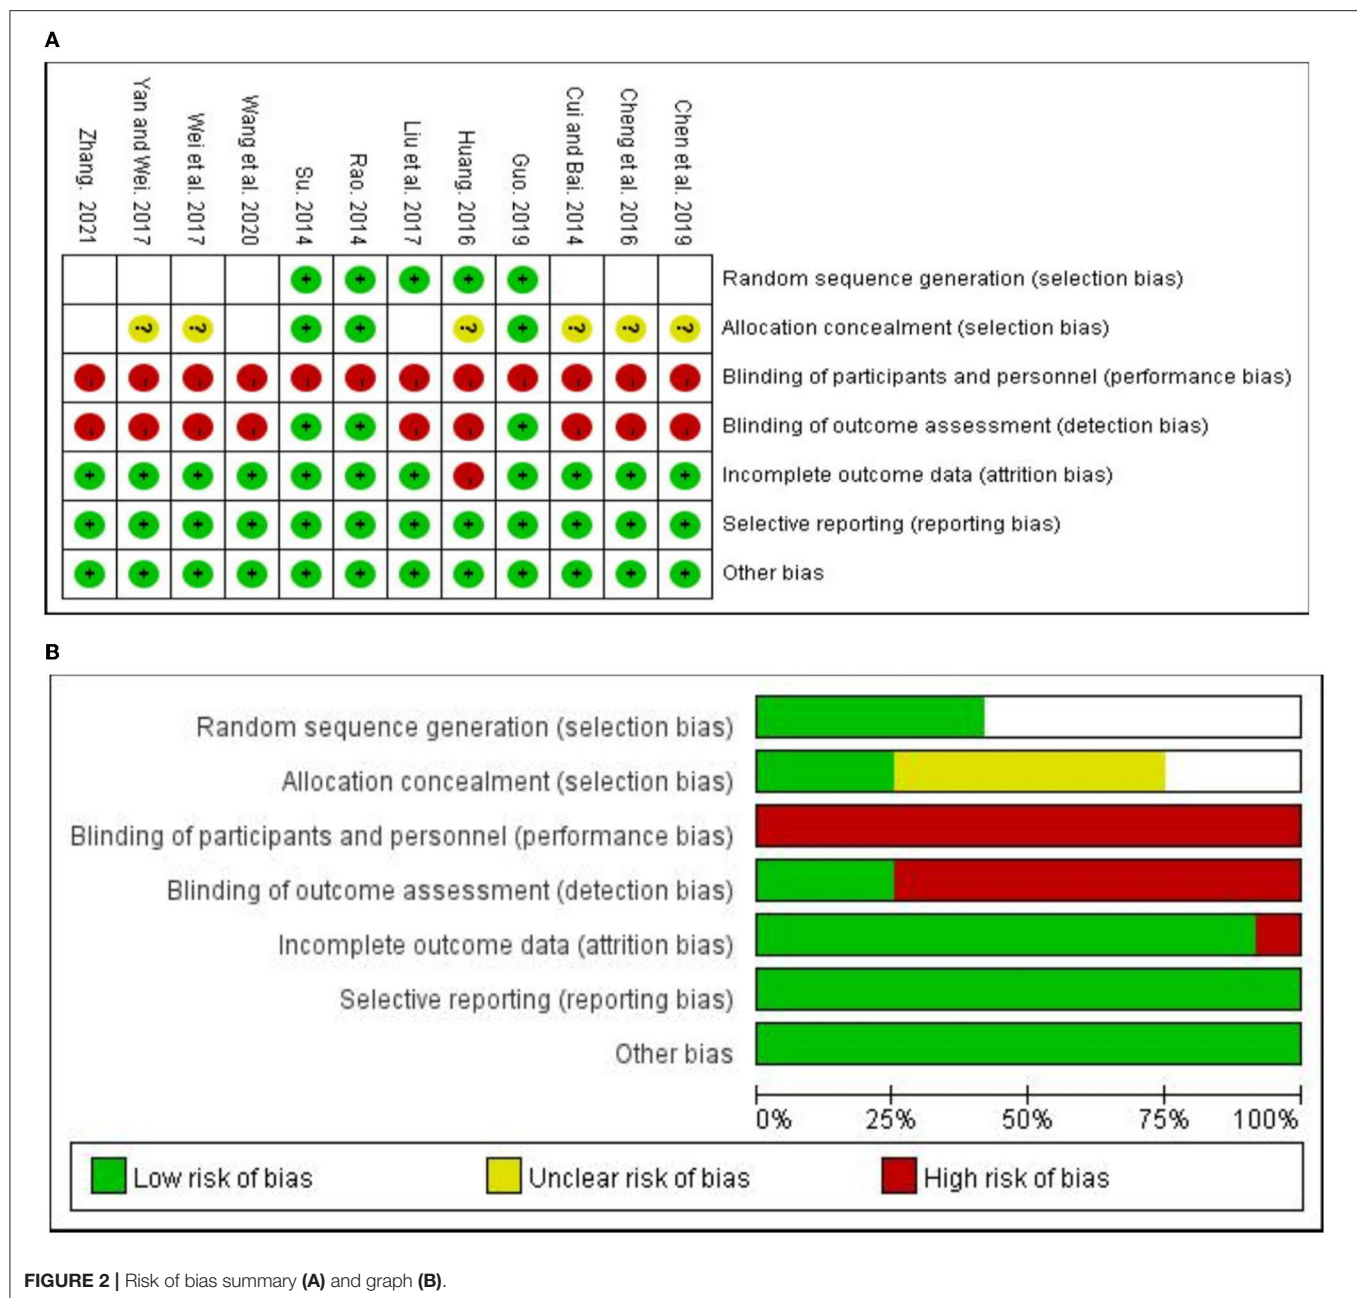 A
Zhang. 2021
Yan and Wei. 2017
Wei et al. 2017
Wang et al. 2020
Su. 2014
Rao. 2014
Liu et al. 2017
Huang. 2016
Guo. 2019
Cui and Bai. 2014
Cheng et al. 2016
Chen et al. 2019
+ + + + + Random sequence generation (selection bias)
? ? + + ? + ? ? ? Allocation concealment (selection bias)
- - - - - - - - - - - - Blinding of participants and personnel (performance bias)
- - - - + + - - + - - - Blinding of outcome assessment (detection bias)
+ + + + + + + - + + + + Incomplete outcome data (attrition bias)
+ + + + + + + + + + + + Selective reporting (reporting bias)
+ + + + + + + + + + + + Other bias
B
Random sequence generation (selection bias)
Allocation concealment (selection bias)
Blinding of participants and personnel (performance bias)
Blinding of outcome assessment (detection bias)
Incomplete outcome data (attrition bias)
Selective reporting (reporting bias)
Other bias
0% 25% 50% 75% 100%
Low risk of bias Unclear risk of bias High risk of bias
FIGURE 2 | Risk of bias summary (A) and graph (B).